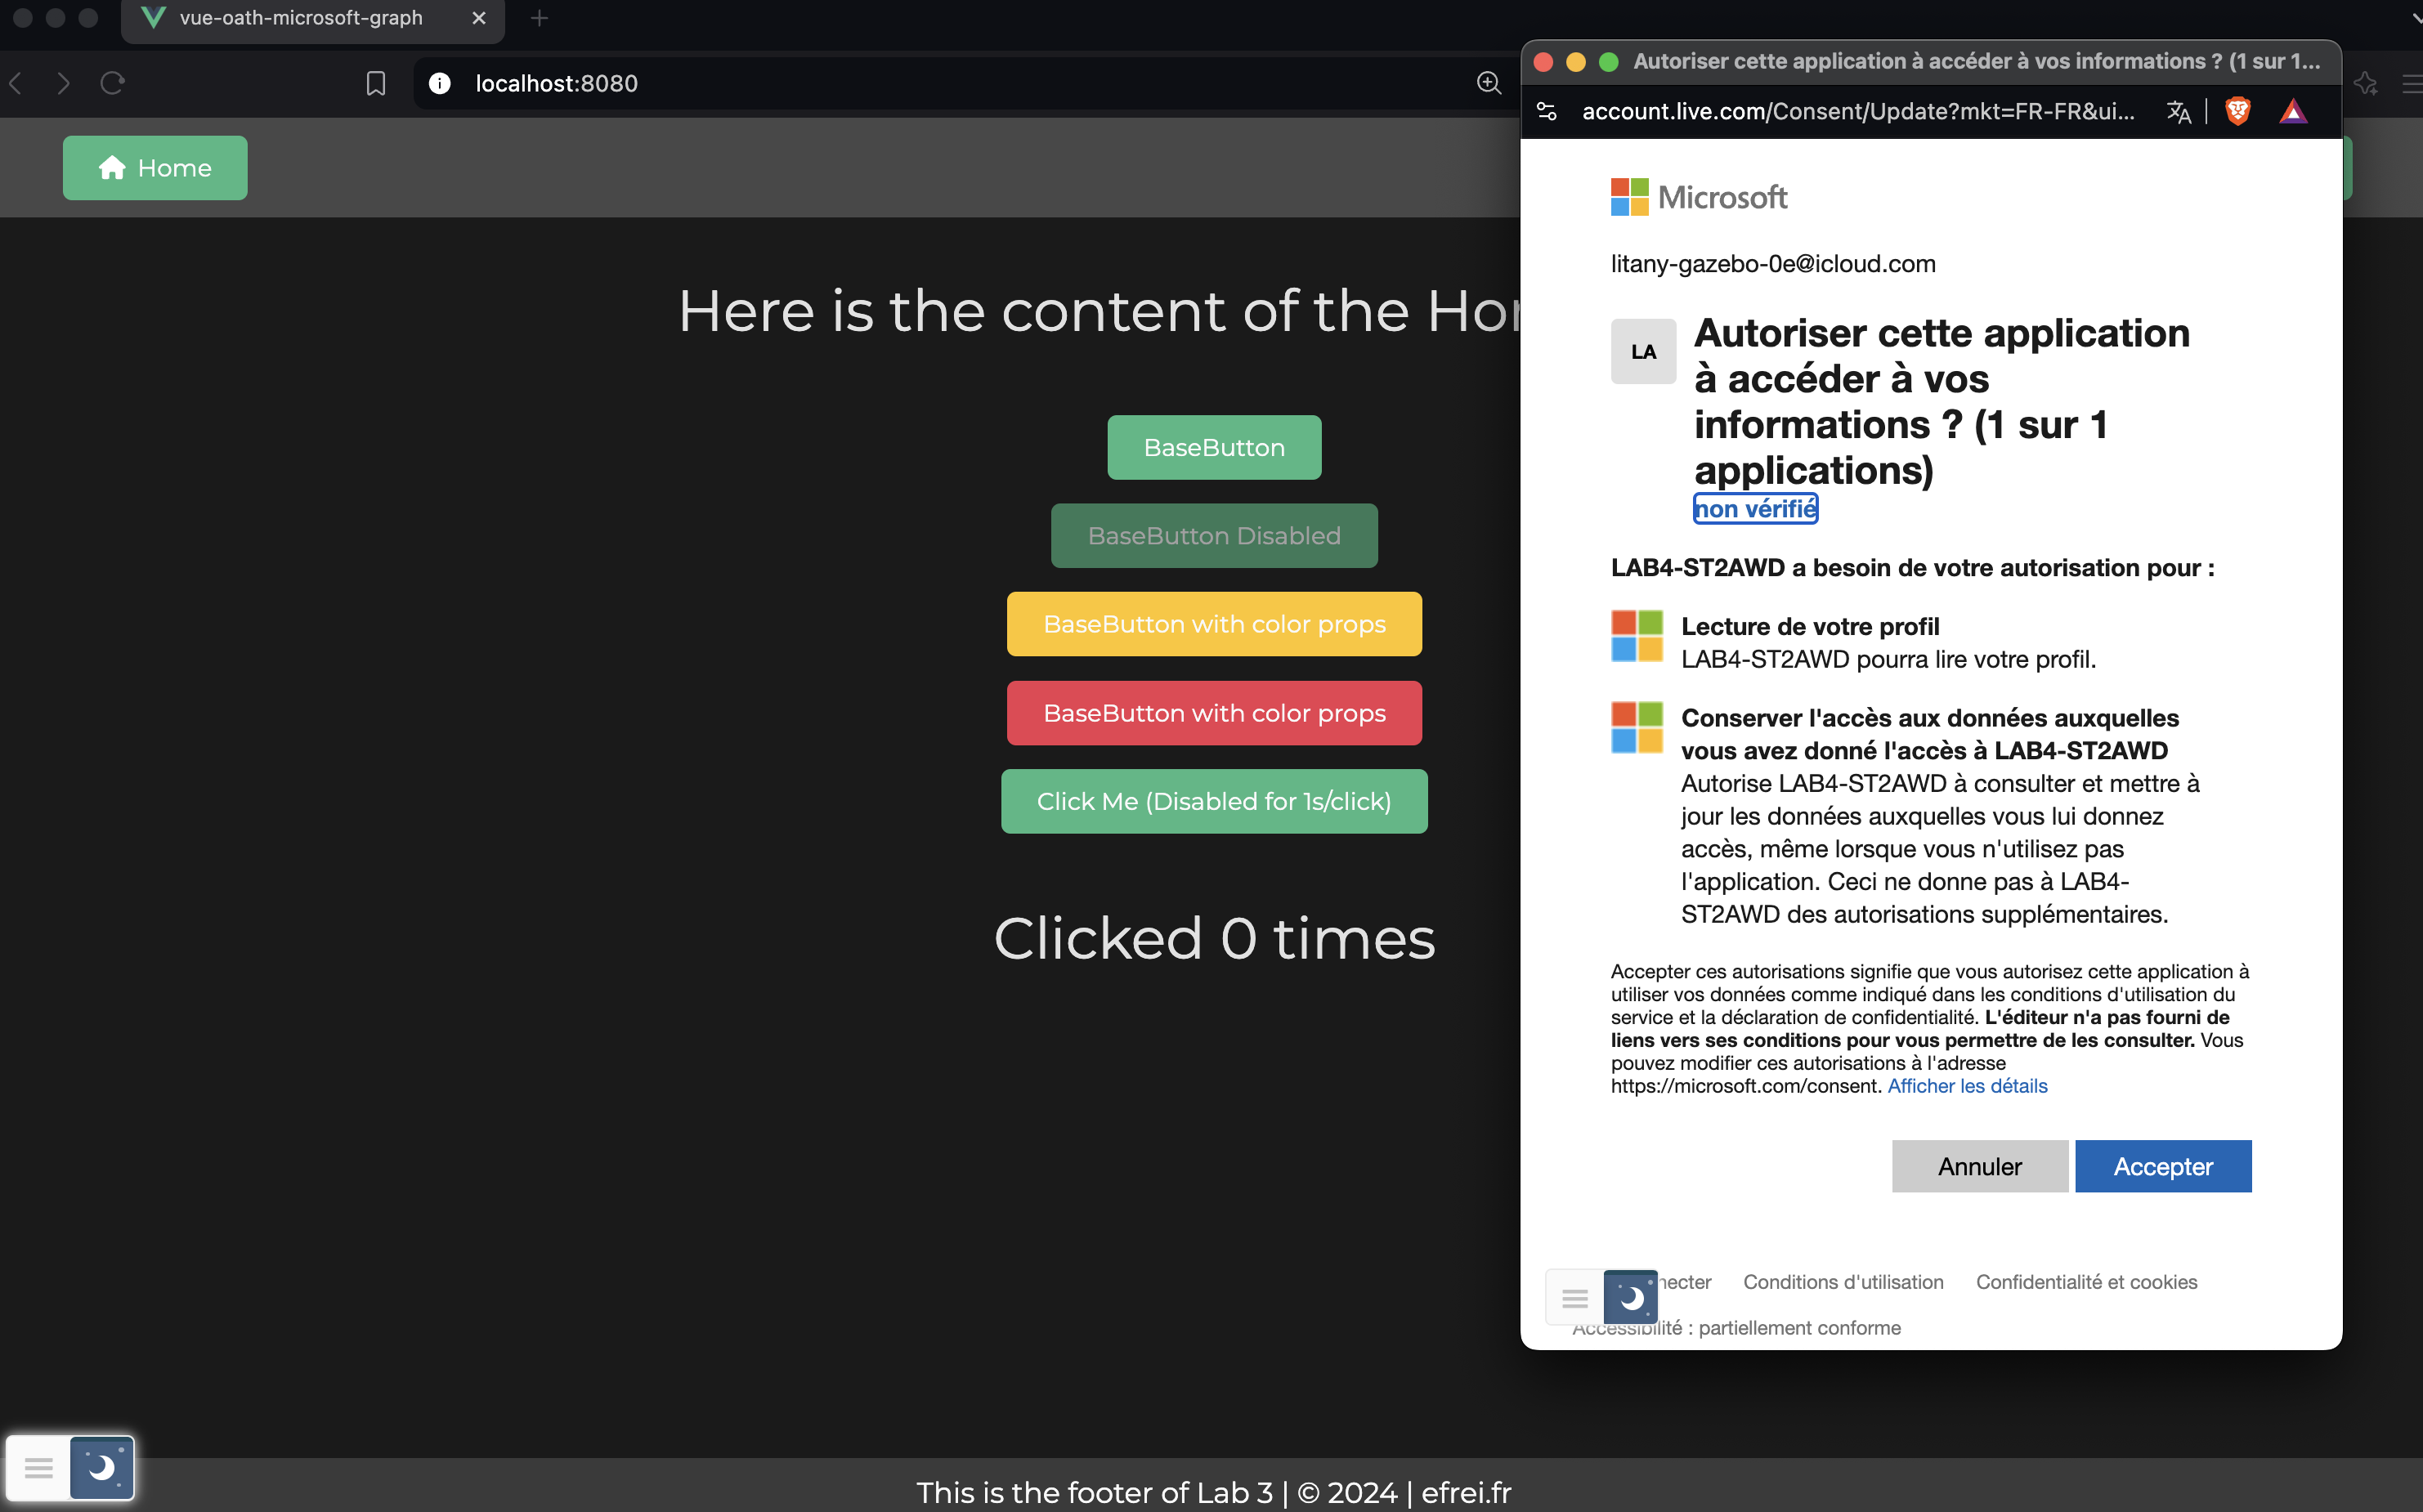 vue-oath-microsoft-graph
localhost:8080
Home
Here is the content of the Hor
BaseButton
BaseButton Disabled
BaseButton with color props
BaseButton with color props
Click Me (Disabled for 1s/click)
Clicked 0 times
This is the footer of Lab 3 | © 2024 | efrei.fr
Autoriser cette application à accéder à vos informations ? (1 sur 1...
account.live.com/Consent/Update?mkt=FR-FR&ui...
Microsoft
litany-gazebo-0e@icloud.com
LA
Autoriser cette application
à accéder à vos
informations ? (1 sur 1
applications)
non vérifié
LAB4-ST2AWD a besoin de votre autorisation pour :
Lecture de votre profil
LAB4-ST2AWD pourra lire votre profil.
Conserver l'accès aux données auxquelles
vous avez donné l'accès à LAB4-ST2AWD
Autorise LAB4-ST2AWD à consulter et mettre à
jour les données auxquelles vous lui donnez
accès, même lorsque vous n'utilisez pas
l'application. Ceci ne donne pas à LAB4-
ST2AWD des autorisations supplémentaires.
Accepter ces autorisations signifie que vous autorisez cette application à
utiliser vos données comme indiqué dans les conditions d'utilisation du
service et la déclaration de confidentialité. L'éditeur n'a pas fourni de
liens vers ses conditions pour vous permettre de les consulter. Vous
pouvez modifier ces autorisations à l'adresse
https://microsoft.com/consent. Afficher les détails
Annuler Accepter
necter Conditions d'utilisation Confidentialité et cookies
Accessibilité : partiellement conforme